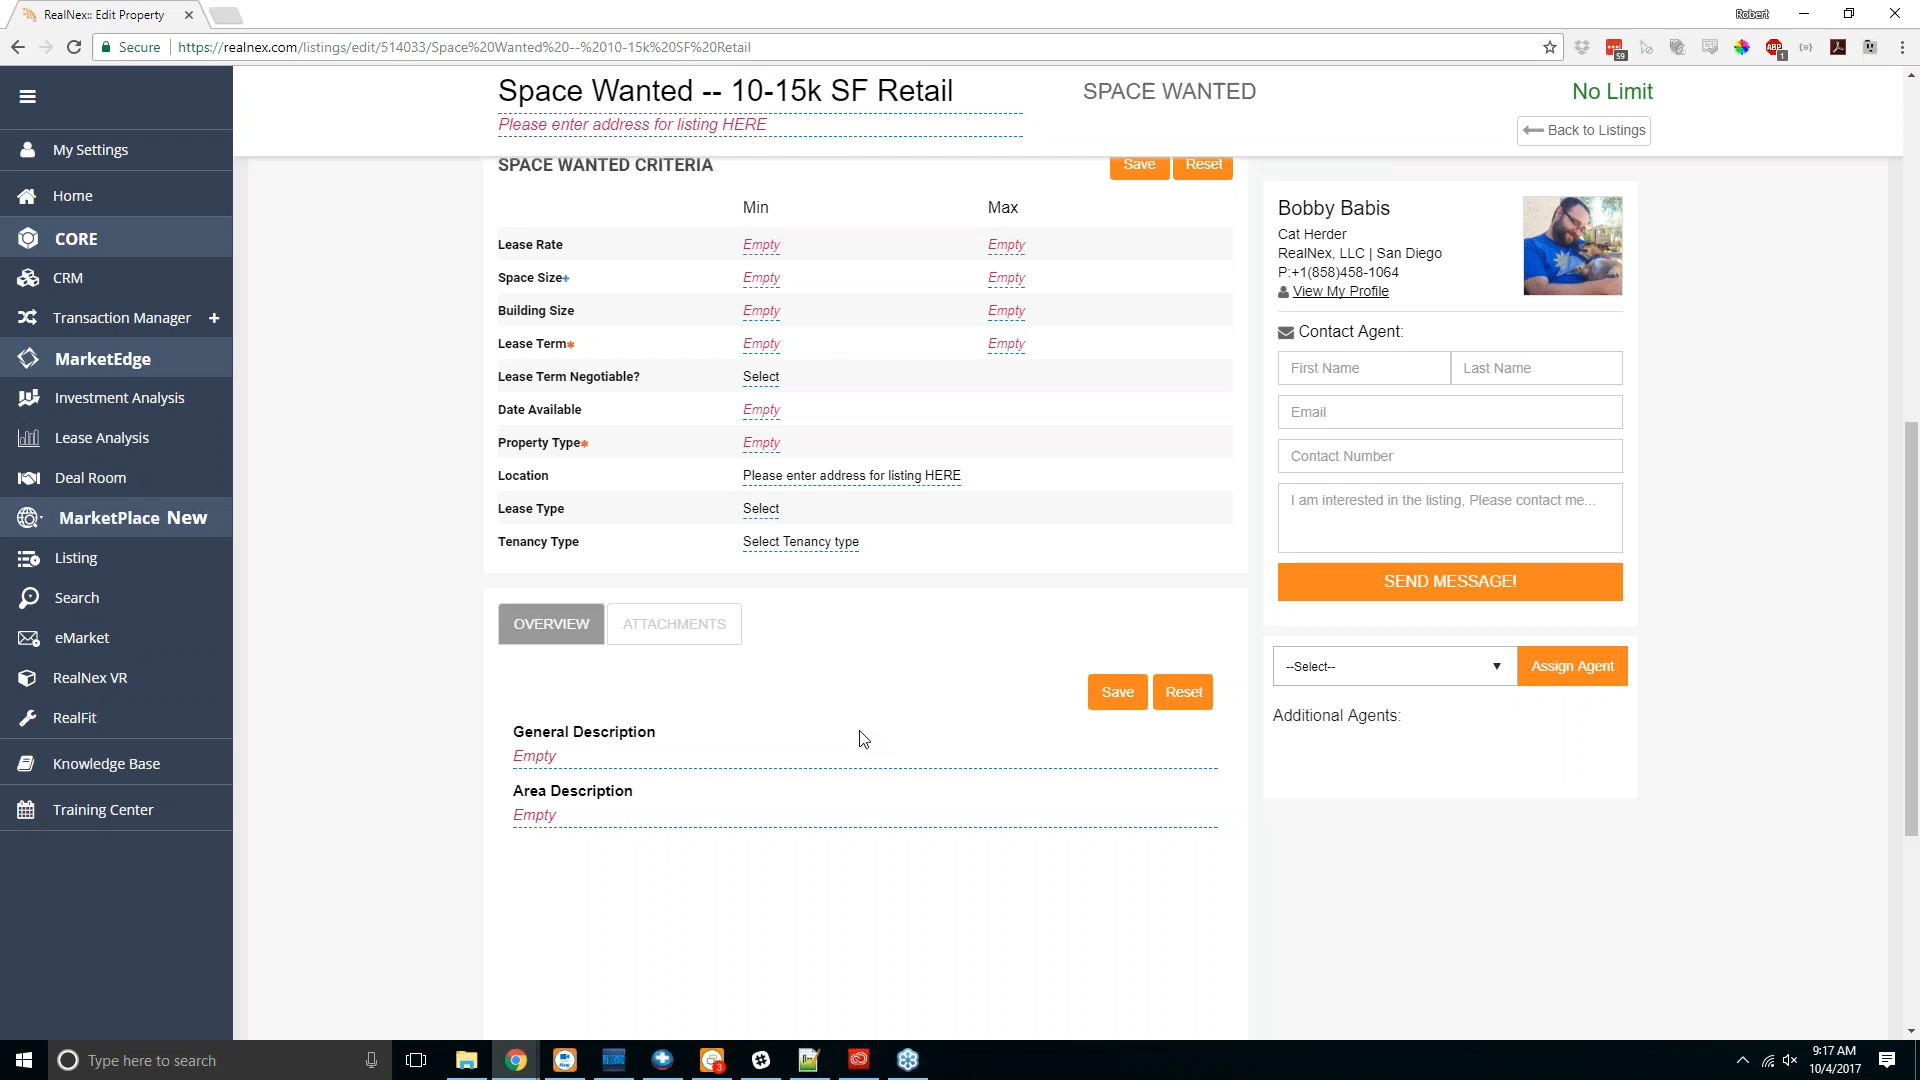 RealNex:: Edit Property
Robert
Secure
https://realnex.com/listings/edit/514033/Space%20Wanted%20--%2010-15k%20SF%20Retail
59
ABP
1
Space Wanted -- 10-15k SF Retail
SPACE WANTED
No Limit
Please enter address for listing HERE
Back to Listings
My Settings
Home
CORE
CRM
Transaction Manager +
MarketEdge
Investment Analysis
Lease Analysis
Deal Room
MarketPlace New
Listing
Search
eMarket
RealNex VR
RealFit
Knowledge Base
Training Center
SPACE WANTED CRITERIA
Save
Reset
Min
Max
Lease Rate
Empty
Empty
Space Size+
Empty
Empty
Building Size
Empty
Empty
Lease Term*
Empty
Empty
Lease Term Negotiable?
Select
Date Available
Empty
Property Type*
Empty
Location
Please enter address for listing HERE
Lease Type
Select
Tenancy Type
Select Tenancy type
OVERVIEW
ATTACHMENTS
Save
Reset
General Description
Empty
Area Description
Empty
Bobby Babis
Cat Herder
RealNex, LLC | San Diego
P:+1(858)458-1064
View My Profile
Contact Agent:
First Name
Last Name
Email
Contact Number
I am interested in the listing, Please contact me...
SEND MESSAGE!
--Select--
Assign Agent
Additional Agents:
Type here to search
3
9:17 AM
10/4/2017